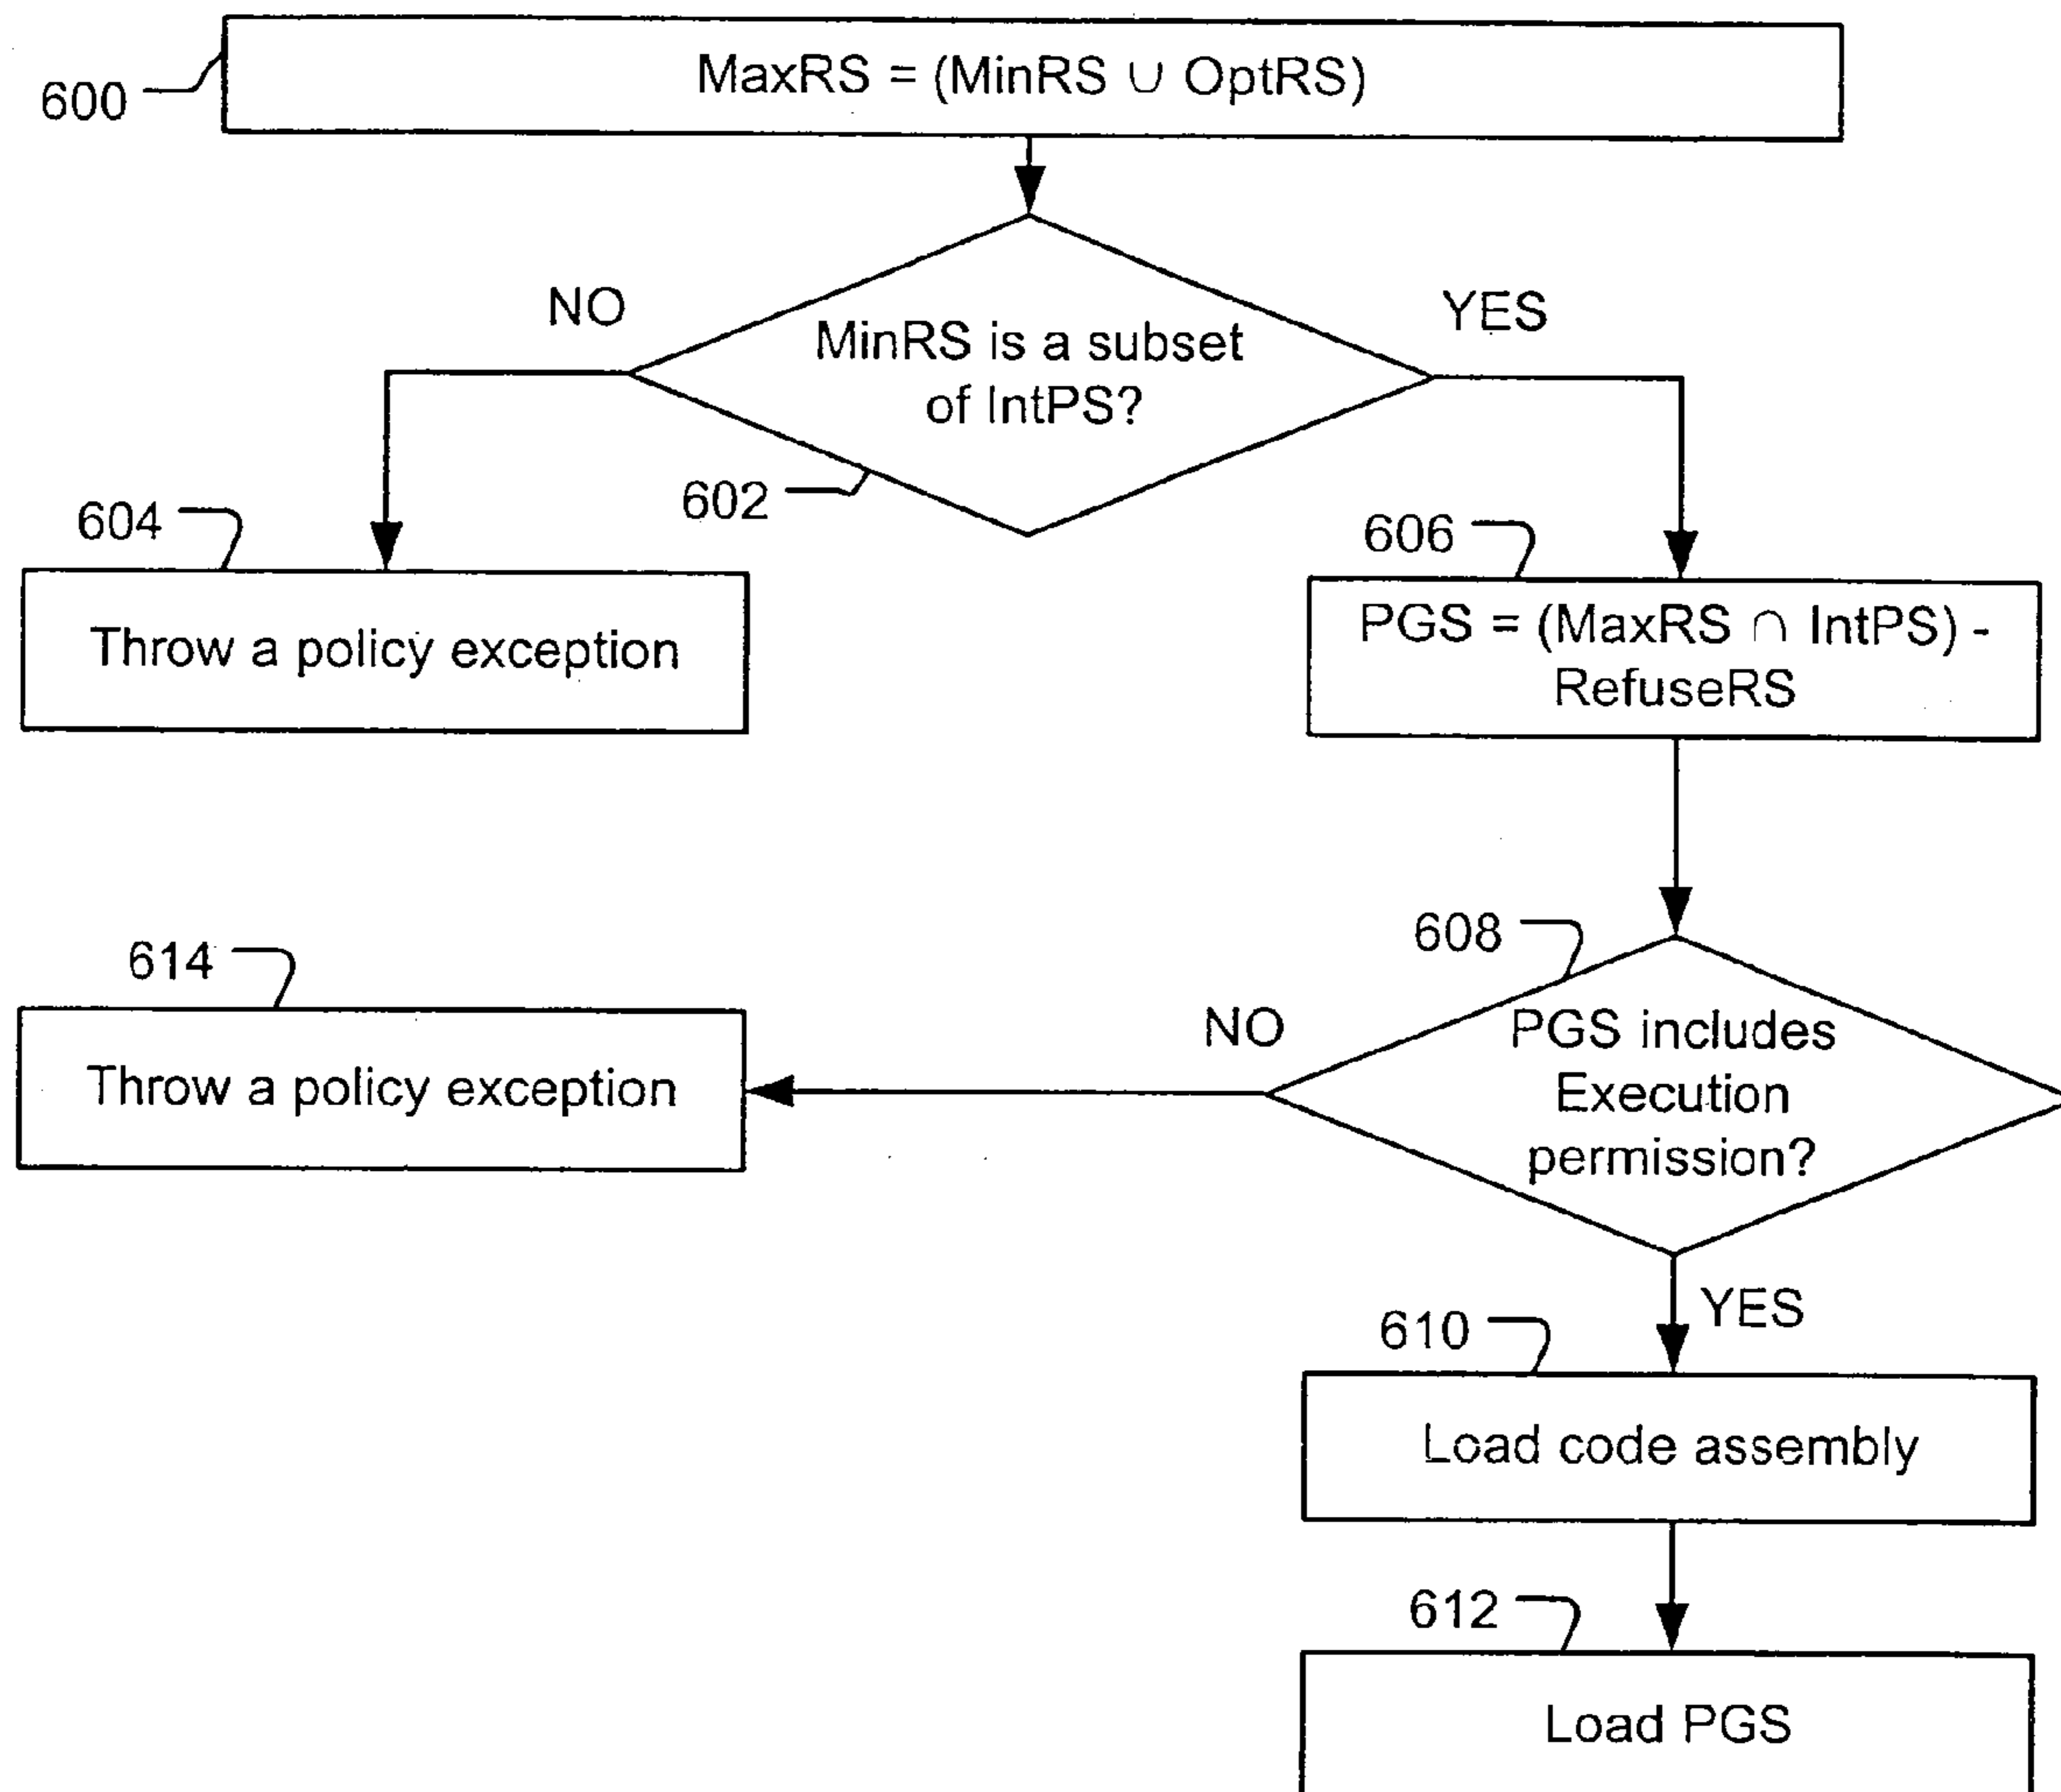 600
MaxRS = (MinRS ∪ OptRS)
NO
YES
MinRS is a subset
of IntPS?
602
604
606
Throw a policy exception
PGS = (MaxRS ∩ IntPS) -
RefuseRS
608
614
NO
PGS includes
Execution
permission?
Throw a policy exception
YES
610
Load code assembly
612
Load PGS